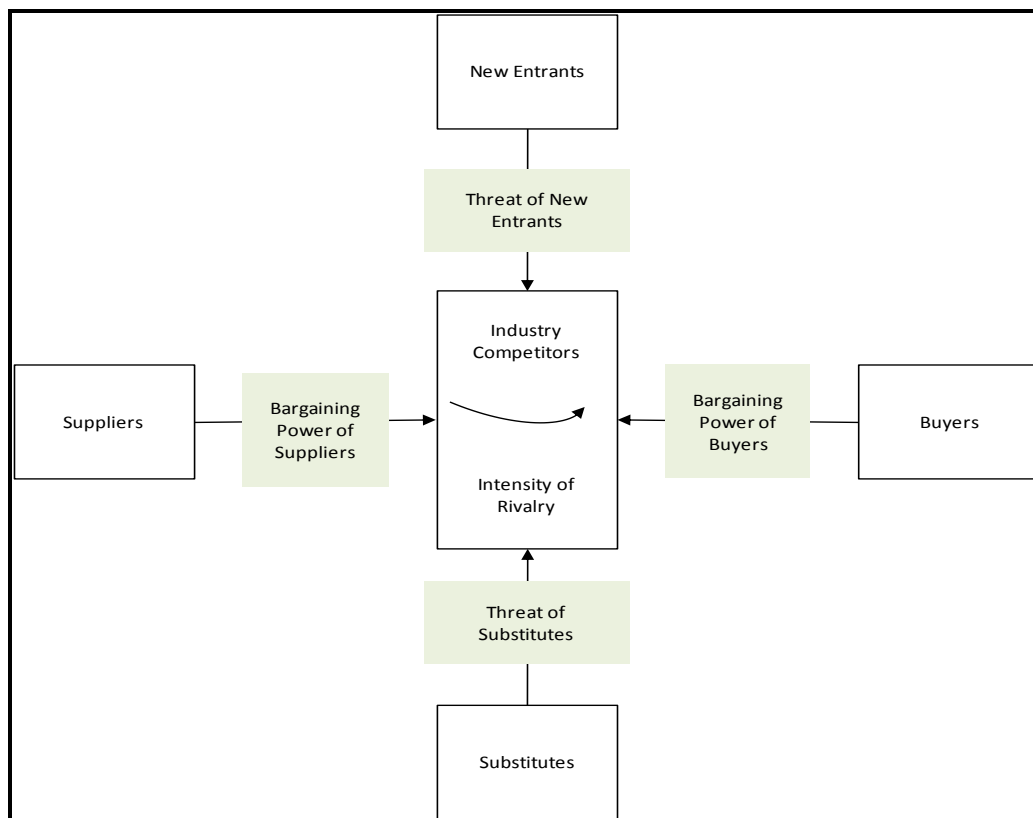 New Entrants
Threat of New
Entrants
Industry
Competitors
Suppliers
Bargaining
Power of
Suppliers
Bargaining
Power of
Buyers
Buyers
Intensity of
Rivalry
Threat of
Substitutes
Substitutes